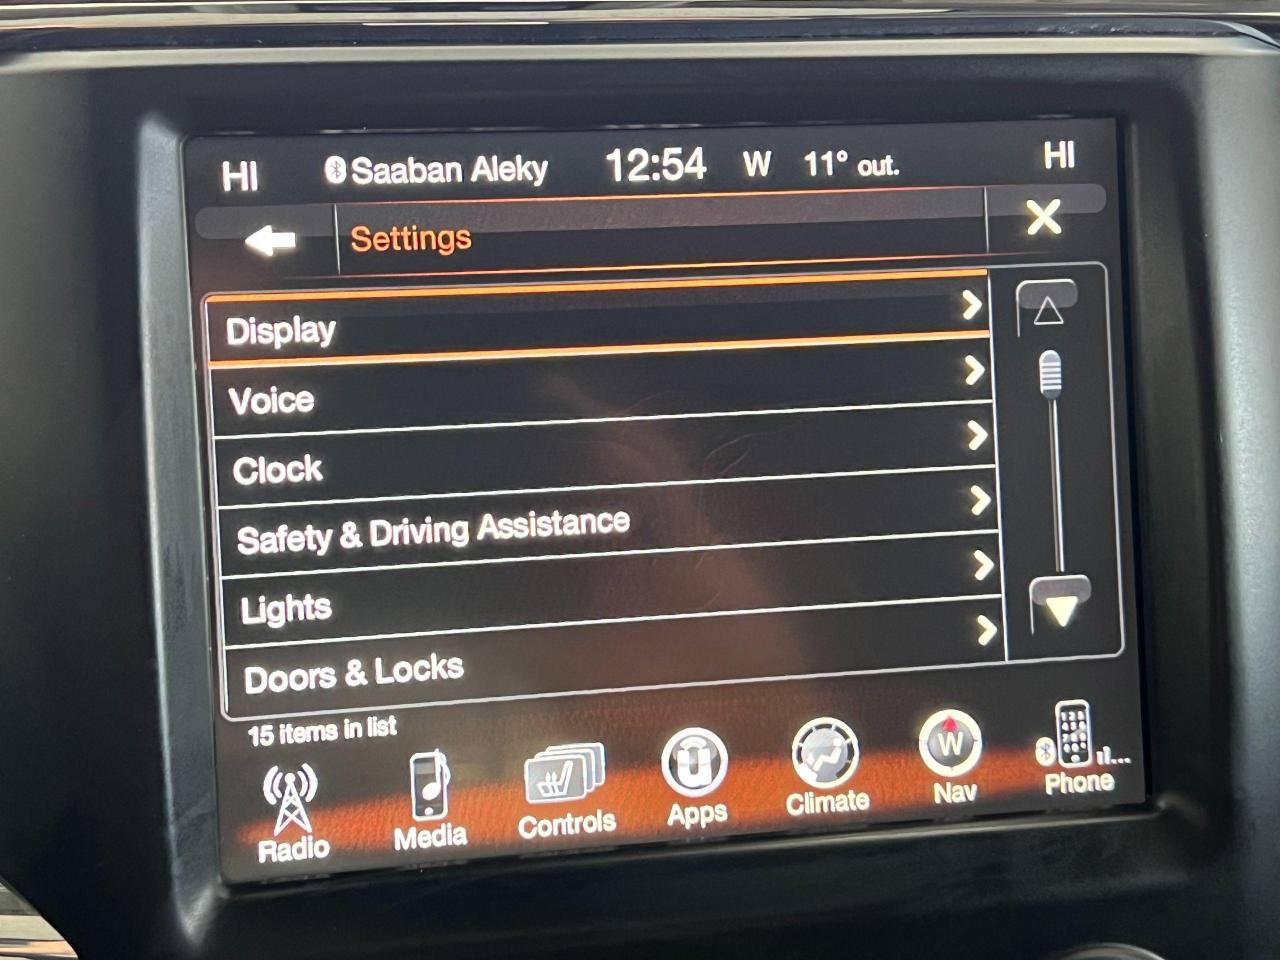 HI Saaban Aleky 12:54 W 11° out. HI
Settings
Display
Voice
Clock
Safety & Driving Assistance
Lights
Doors & Locks
15 items in list
Radio Media Controls Apps Climate W Nav Phone